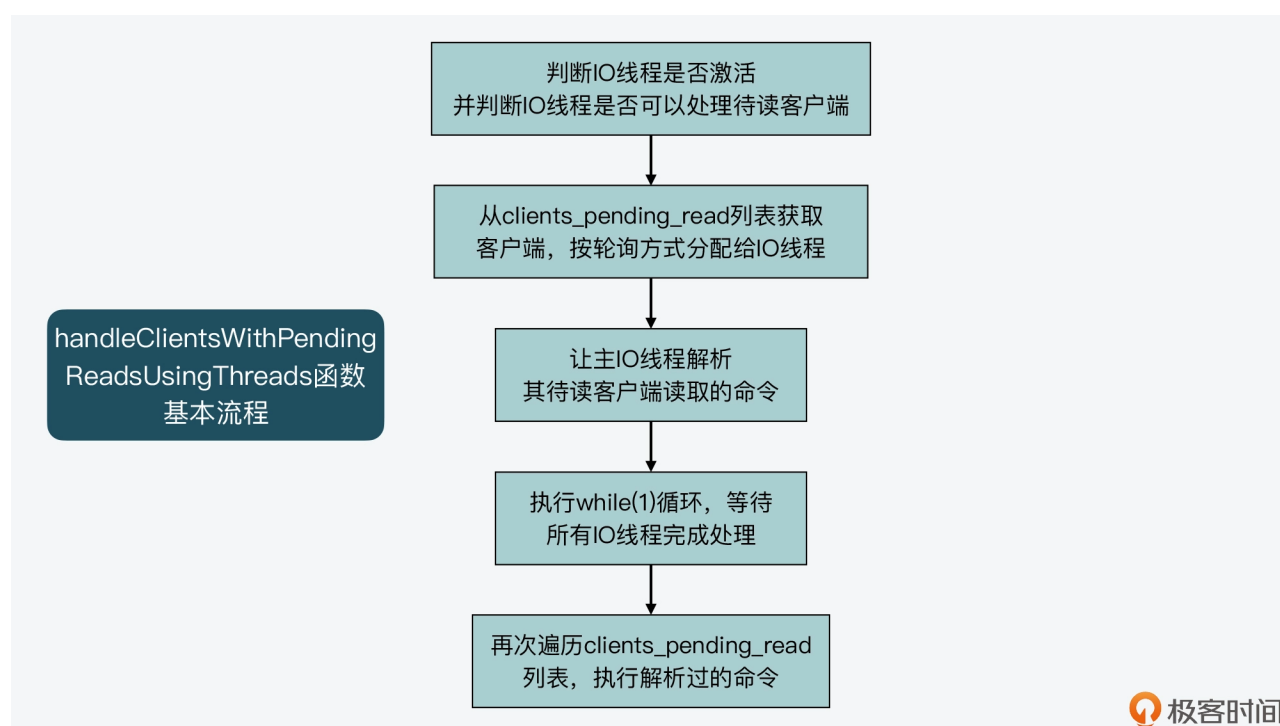 判断IO线程是否激活
并判断IO线程是否可以处理待读客户端
从clients_pending_read列表获取
客户端，按轮询方式分配给IO线程
handleClientsWithPending
ReadsUsingThreads函数
基本流程
让主IO线程解析
其待读客户端读取的命令
执行while(1)循环，等待
所有IO线程完成处理
再次遍历clients_pending_read
列表，执行解析过的命令
极客时间